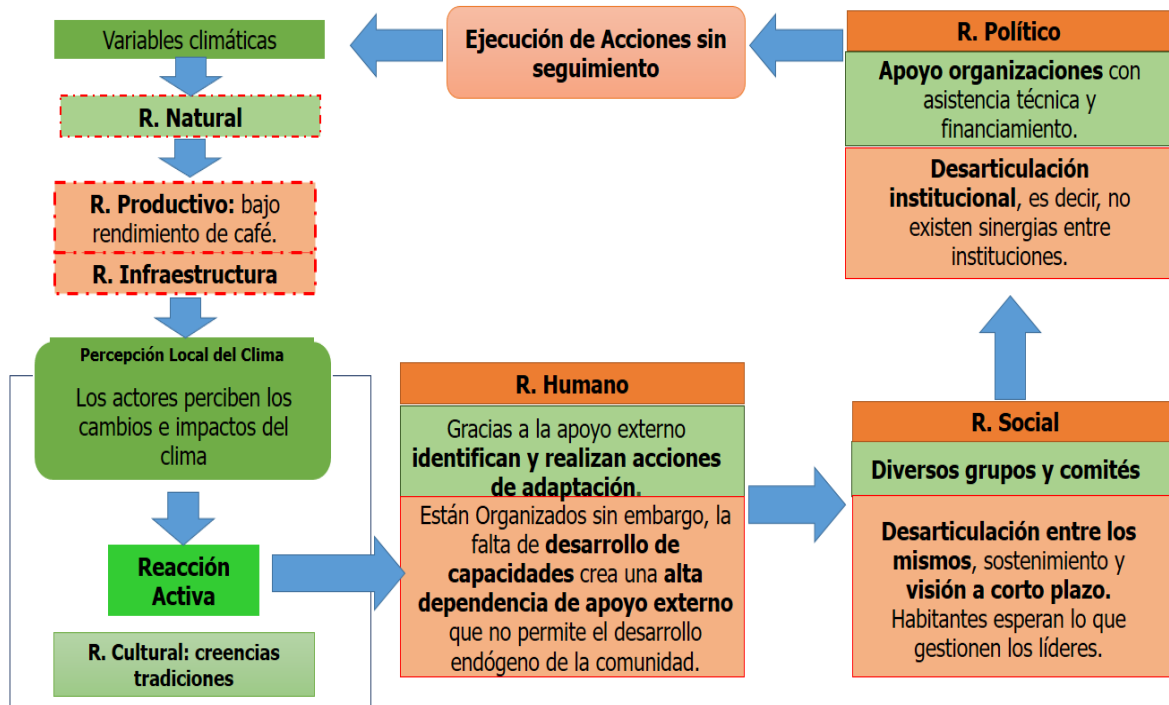 Variables climáticas
R. Natural
R. Productivo: bajo
rendimiento de café.
R. Infraestructura
Percepción Local del Clima
Los actores perciben los
cambios e impactos del
clima
Reacción
Activa
R. Cultural: creencias
tradiciones
R. Humano
Gracias a la apoyo externo
identifican y realizan acciones
de adaptación.
Están Organizados sin embargo, la
falta de desarrollo de
capacidades crea una alta
dependencia de apoyo externo
que no permite el desarrollo
endógeno de la comunidad.
R. Social
Diversos grupos y comités
Desarticulación entre los
mismos, sostenimiento y
visión a corto plazo.
Habitantes esperan lo que
gestionen los líderes.
R. Político
Apoyo organizaciones con
asistencia técnica y
financiamiento.
Desarticulación
institucional, es decir, no
existen sinergias entre
instituciones.
Ejecución de Acciones sin
seguimiento